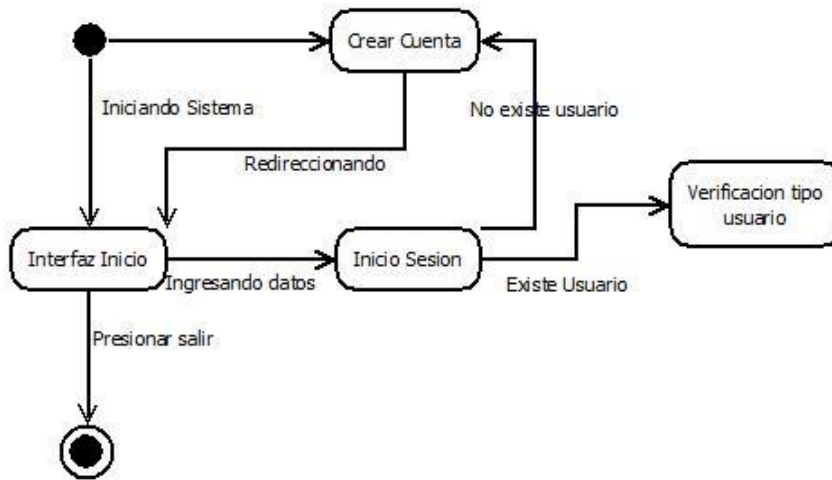 Crear Cuenta
Iniciando Sistema
No existe usuario
Redireccionando
Verificacion tipo
usuario
Interfaz Inicio
Ingresando datos
Inicio Sesion
Existe Usuario
Presionar salir